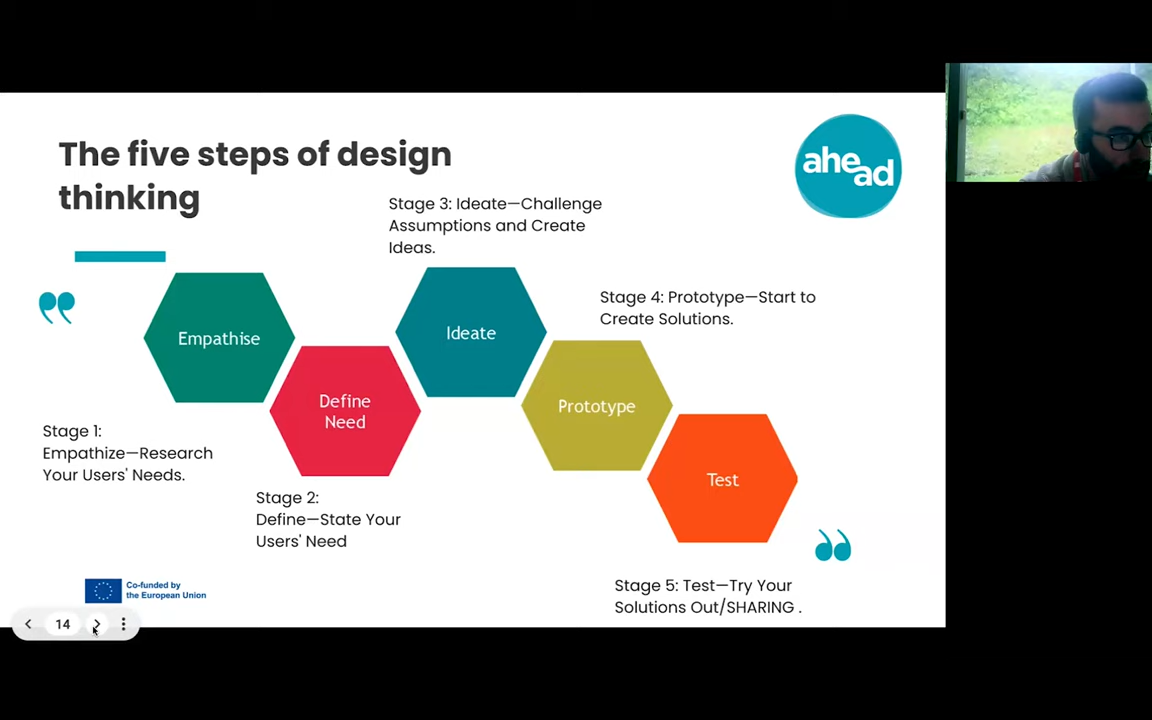 The five steps of design
thinking
ahead
Stage 3: Ideate—Challenge
Assumptions and Create
Ideas.
Stage 4: Prototype—Start to
Create Solutions.
Empathise
Define
Need
Ideate
Prototype
Test
Stage 1:
Empathize—Research
Your Users' Needs.
Stage 2:
Define—State Your
Users' Need
Stage 5: Test—Try Your
Solutions Out/SHARING .
Co-funded by
the European Union
14